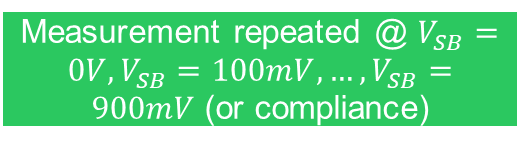 Measurement repeated @ V_SB =
0V, V_SB = 100mV, …, V_SB =
900mV (or compliance)